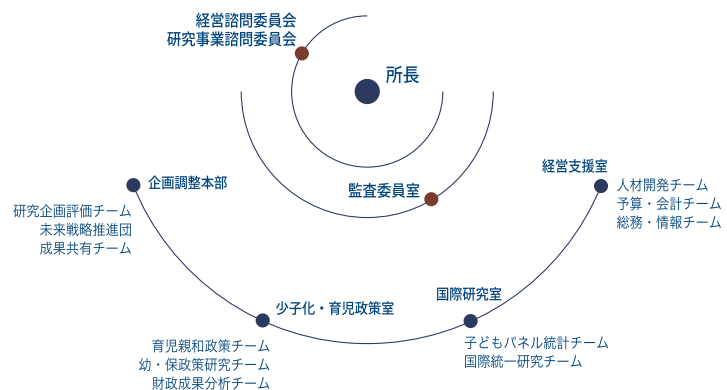 経営諮問委員会
研究事業諮問委員会
所長
監査委員室
企画調整本部
研究企画評価チーム
未来戦略推進団
成果共有チーム
少子化・育児政策室
育児親和政策チーム
幼・保政策研究チーム
財政成果分析チーム
国際研究室
子どもパネル統計チーム
国際統一研究チーム
経営支援室
人材開発チーム
予算・会計チーム
総務・情報チーム